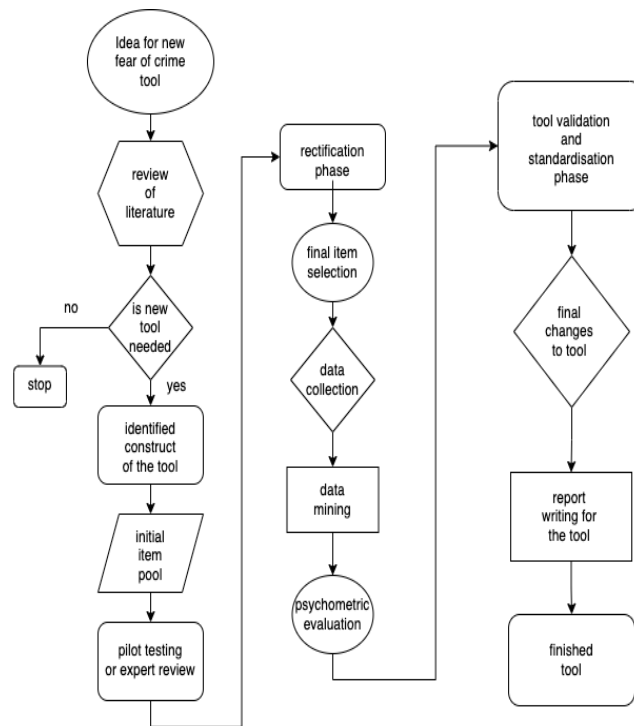 Idea for new
fear of crime
tool
review
of
literature
is new
tool
needed
no
yes
stop
identified
construct
of the tool
initial
item
pool
pilot testing
or expert review
rectification
phase
final item
selection
data
collection
data
mining
psychometric
evaluation
tool validation
and
standardisation
phase
final
changes
to tool
report
writing for
the tool
finished
tool